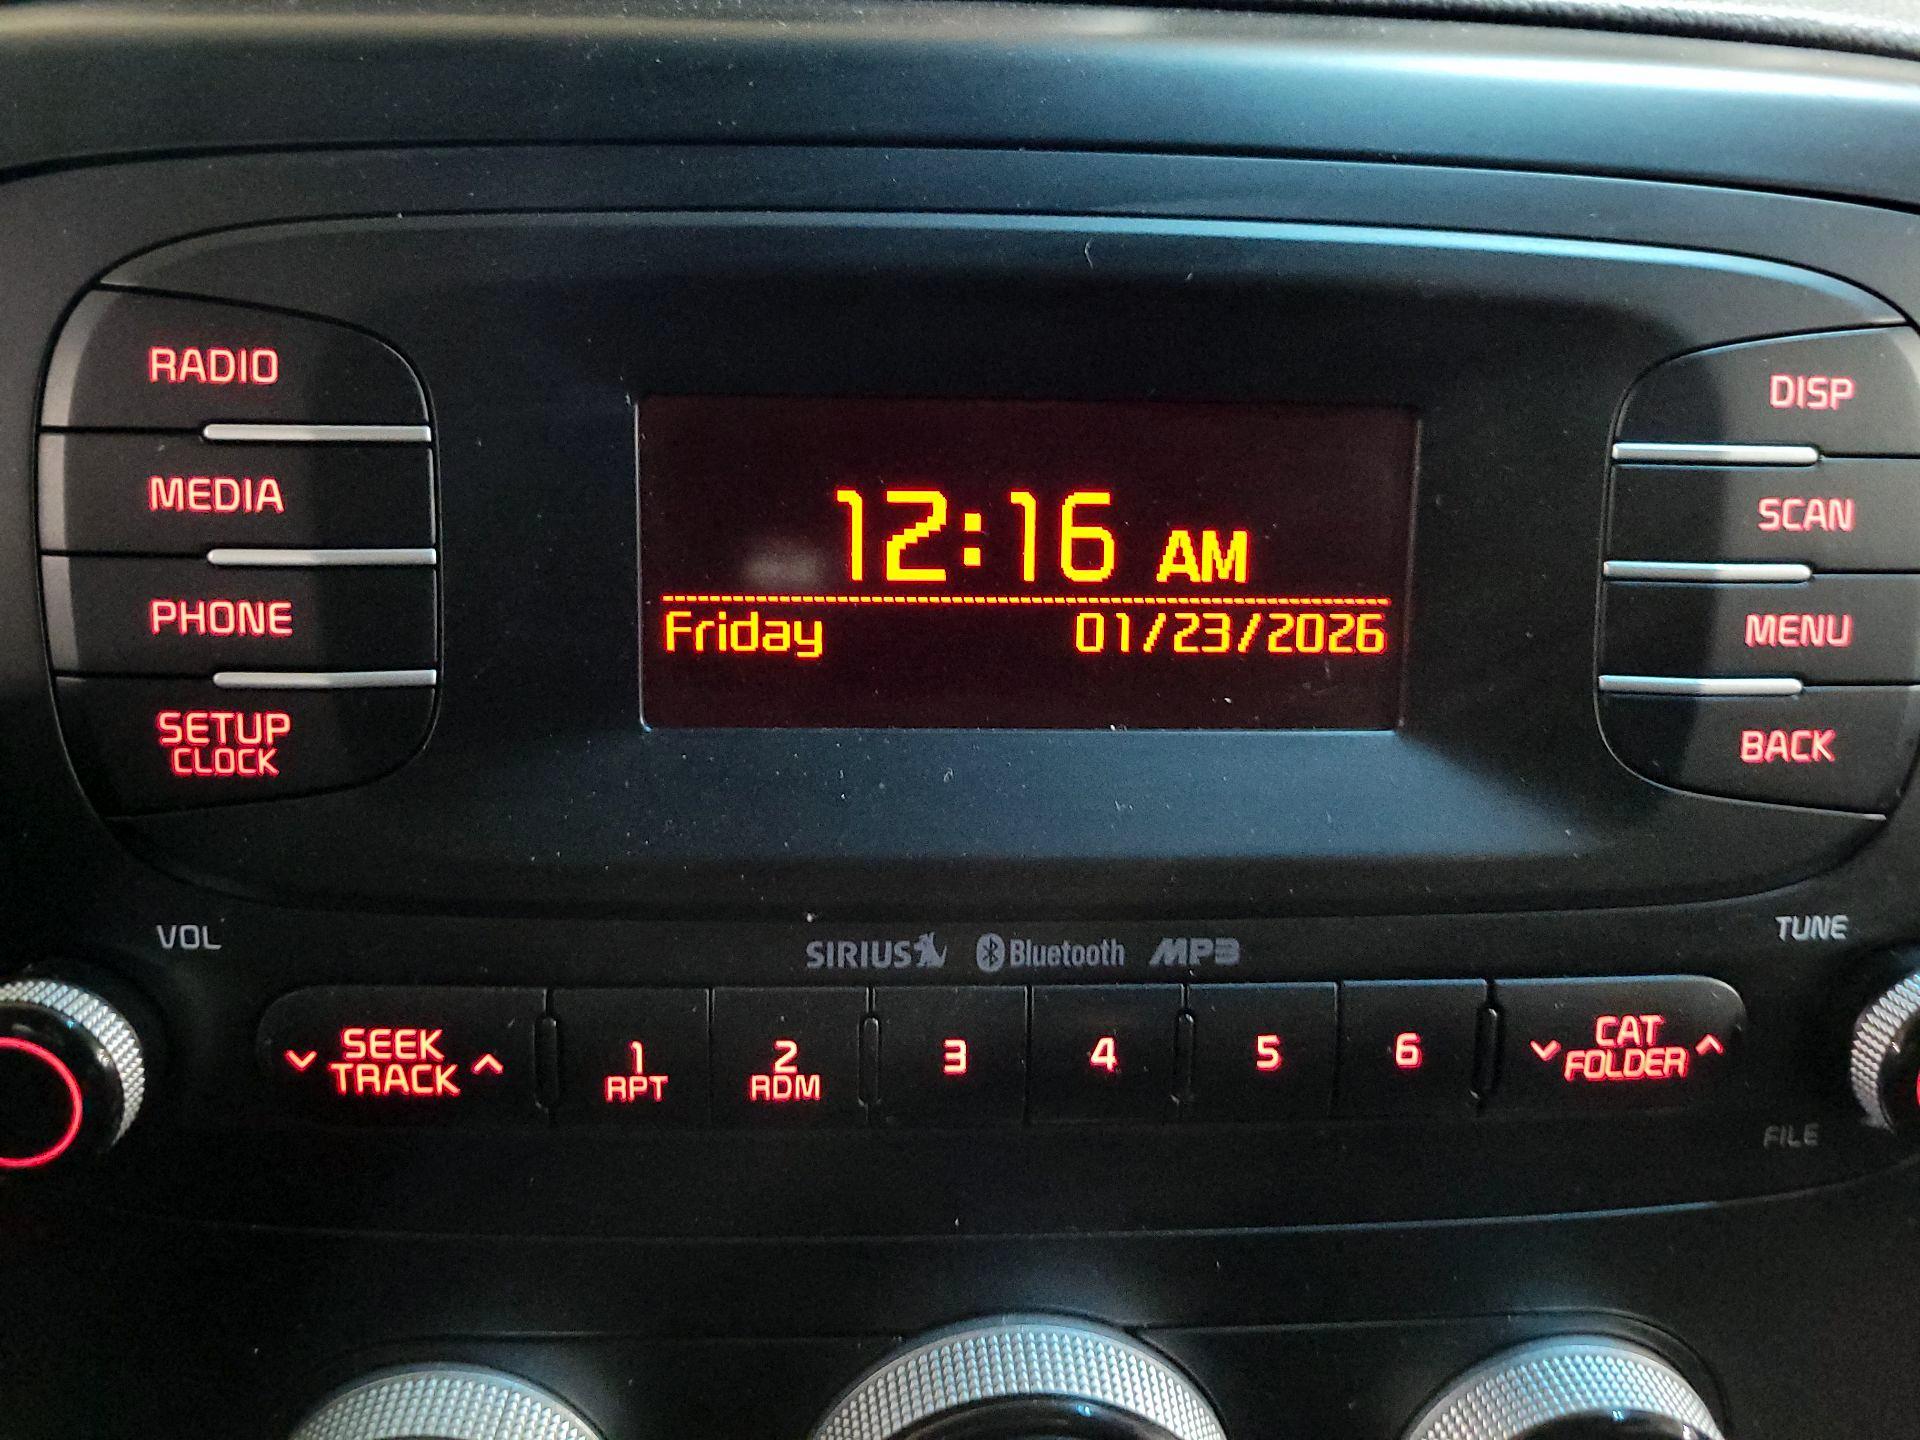 RADIO
MEDIA
PHONE
SETUP
CLOCK
12:16 AM
Friday 01/23/2026
DISP
SCAN
MENU
BACK
VOL
SIRIUS Bluetooth MP3
TUNE
SEEK
TRACK
1
RPT
2
RDM
3
4
5
6
CAT
FOLDER
FILE